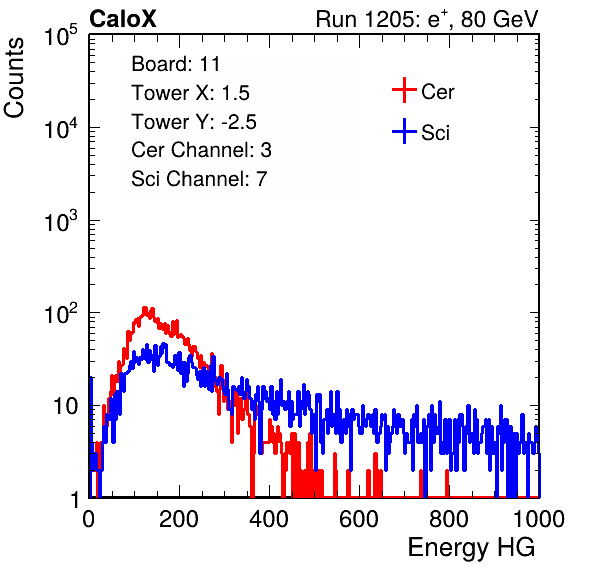 CaloX Run 1205: e⁺, 80 GeV
Counts
10⁵
10⁴
10³
10²
10
1
Board: 11
Tower X: 1.5
Tower Y: -2.5
Cer Channel: 3
Sci Channel: 7
Cer
Sci
0 200 400 600 800 1000
Energy HG